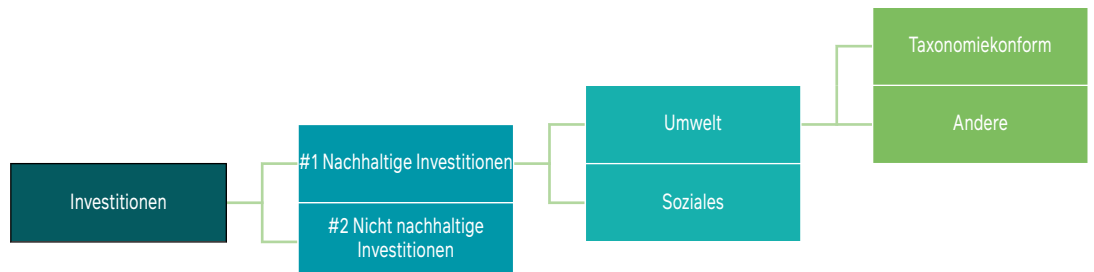 Investitionen
#1 Nachhaltige Investitionen
#2 Nicht nachhaltige
Investitionen
Umwelt
Soziales
Taxonomiekonform
Andere